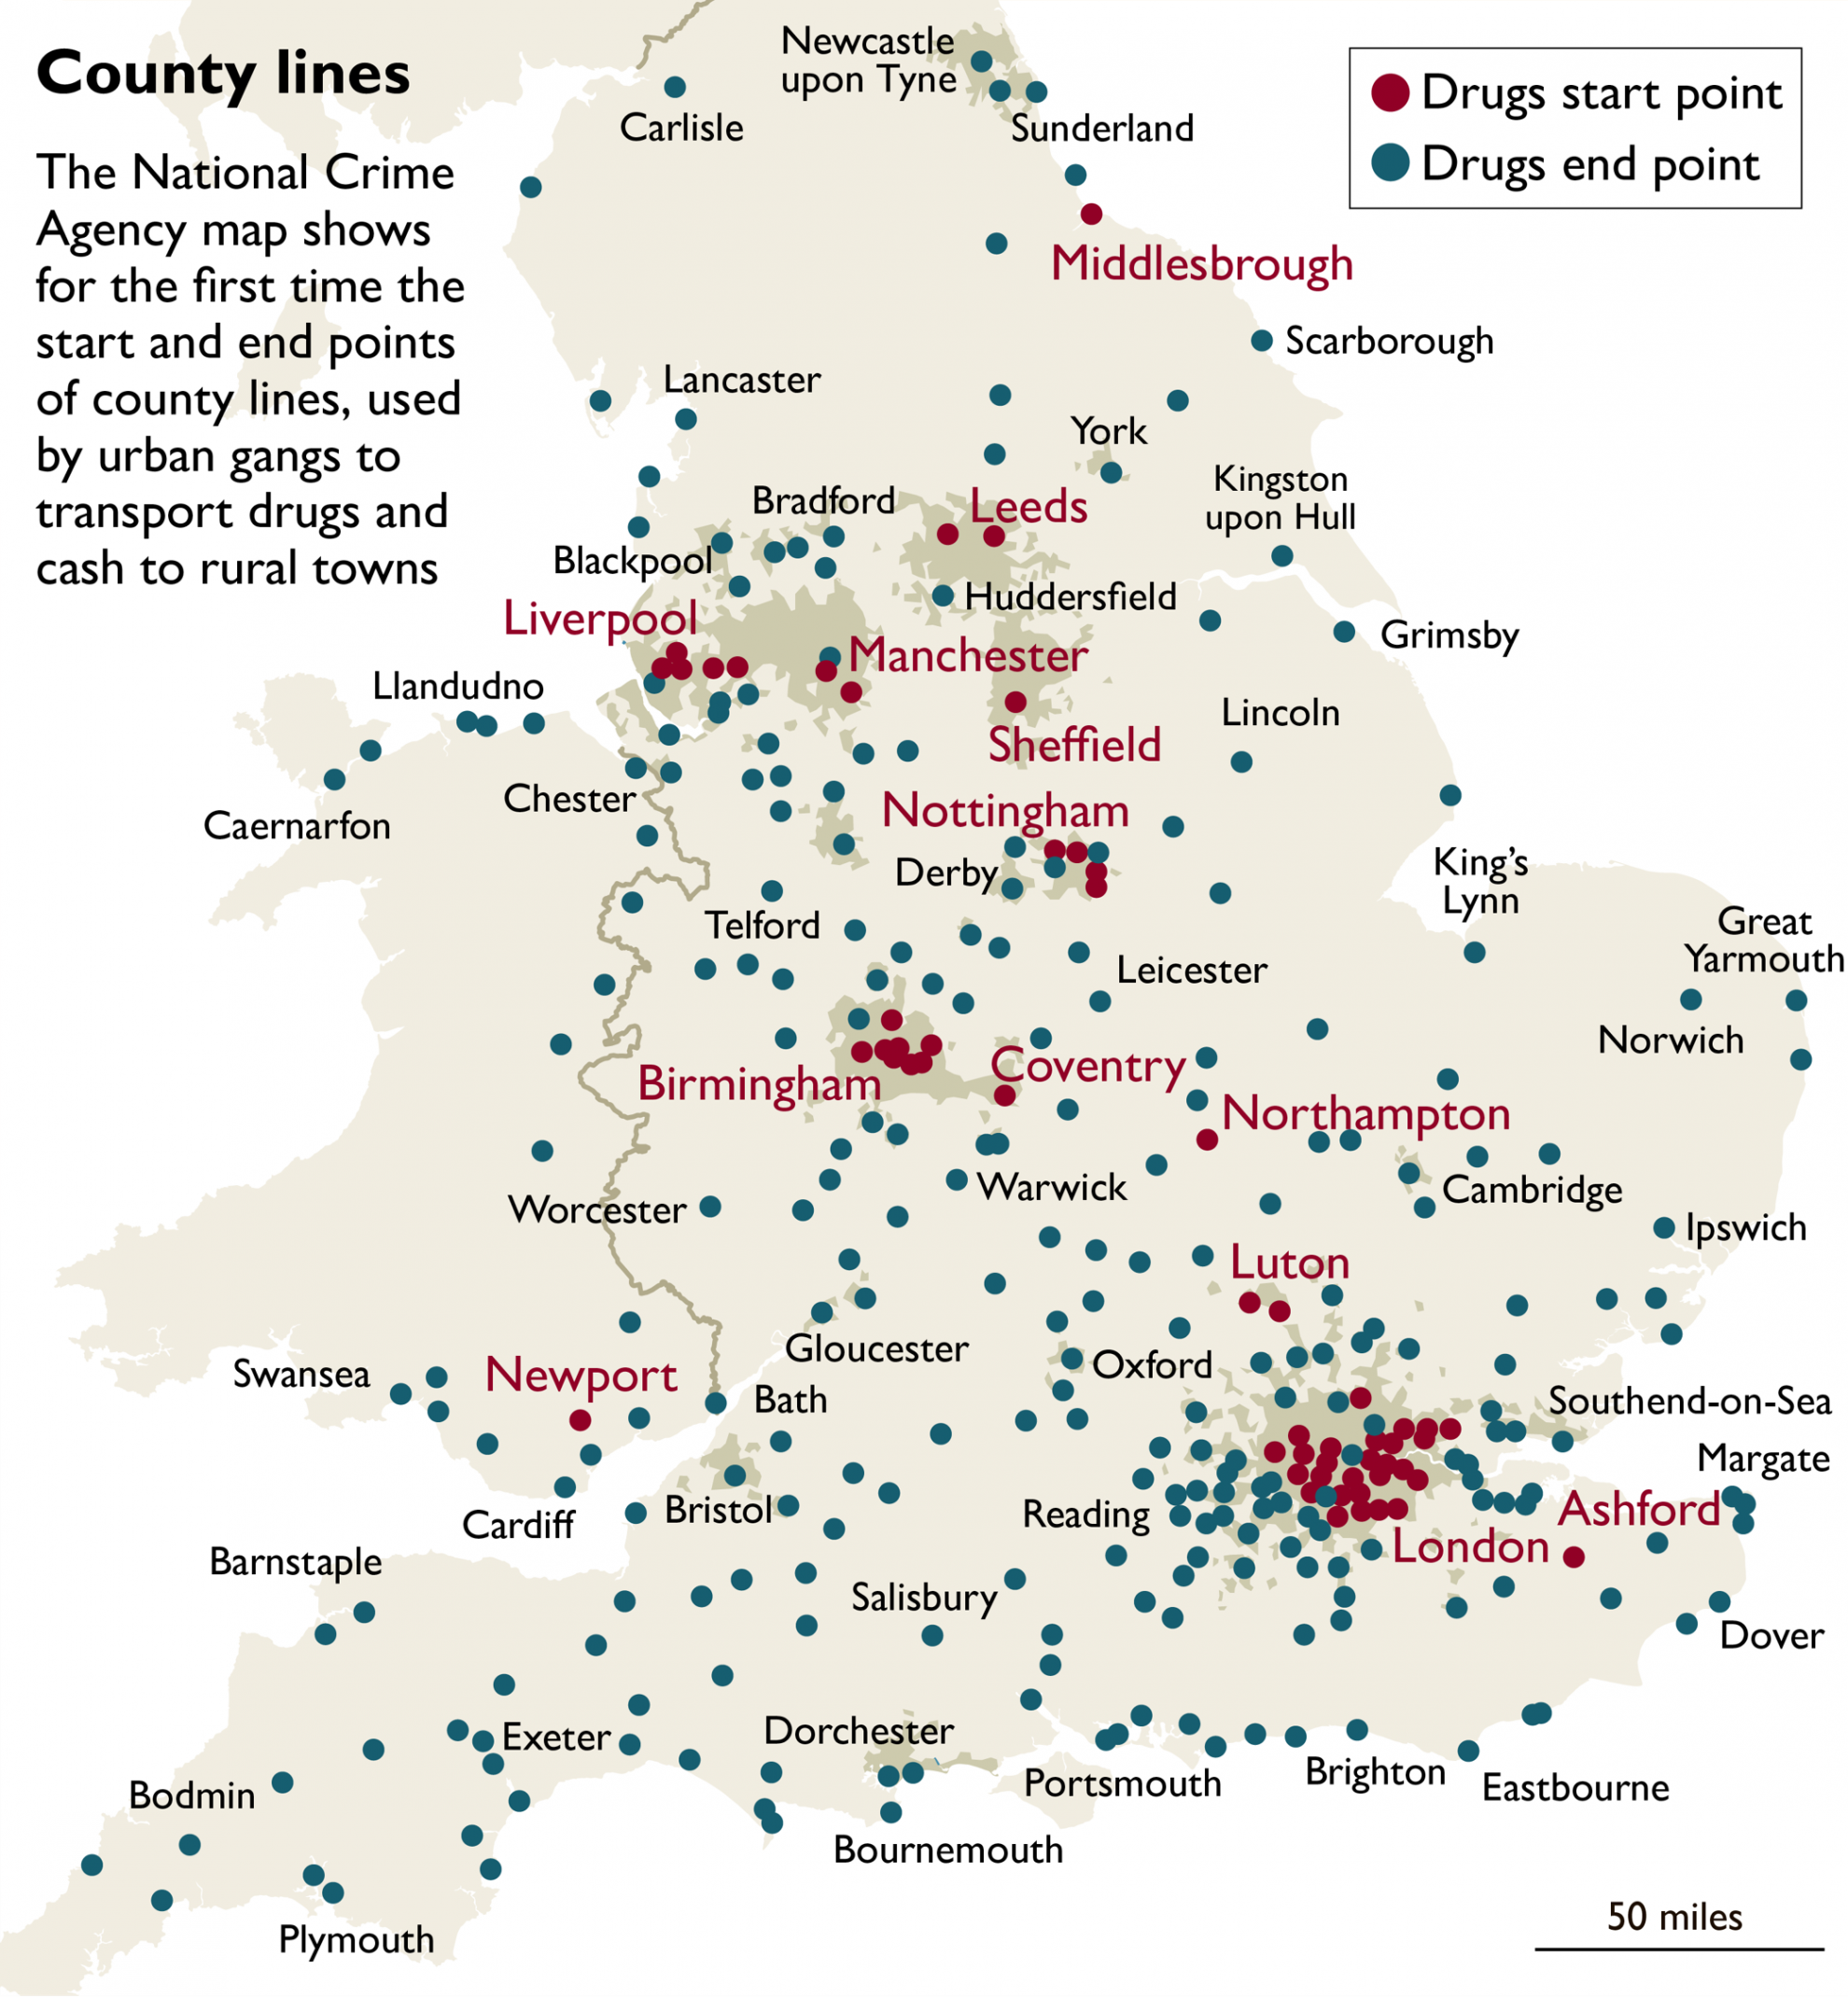 County lines
The National Crime
Agency map shows
for the first time the
start and end points
of county lines, used
by urban gangs to
transport drugs and
cash to rural towns
Drugs start point
Drugs end point
Newcastle
upon Tyne
Carlisle
Sunderland
Middlesbrough
Scarborough
Lancaster
York
Kingston
upon Hull
Bradford
Leeds
Blackpool
Huddersfield
Liverpool
Grimsby
Manchester
Llandudno
Lincoln
Sheffield
Chester
Nottingham
Caernarfon
King's
Lynn
Derby
Telford
Great
Yarmouth
Leicester
Norwich
Coventry
Birmingham
Northampton
Warwick
Cambridge
Worcester
Ipswich
Luton
Gloucester
Oxford
Swansea
Newport
Bath
Southend-on-Sea
Margate
Bristol
Reading
Ashford
Cardiff
London
Barnstaple
Salisbury
Dover
Dorchester
Exeter
Brighton
Portsmouth
Eastbourne
Bodmin
Bournemouth
50 miles
Plymouth